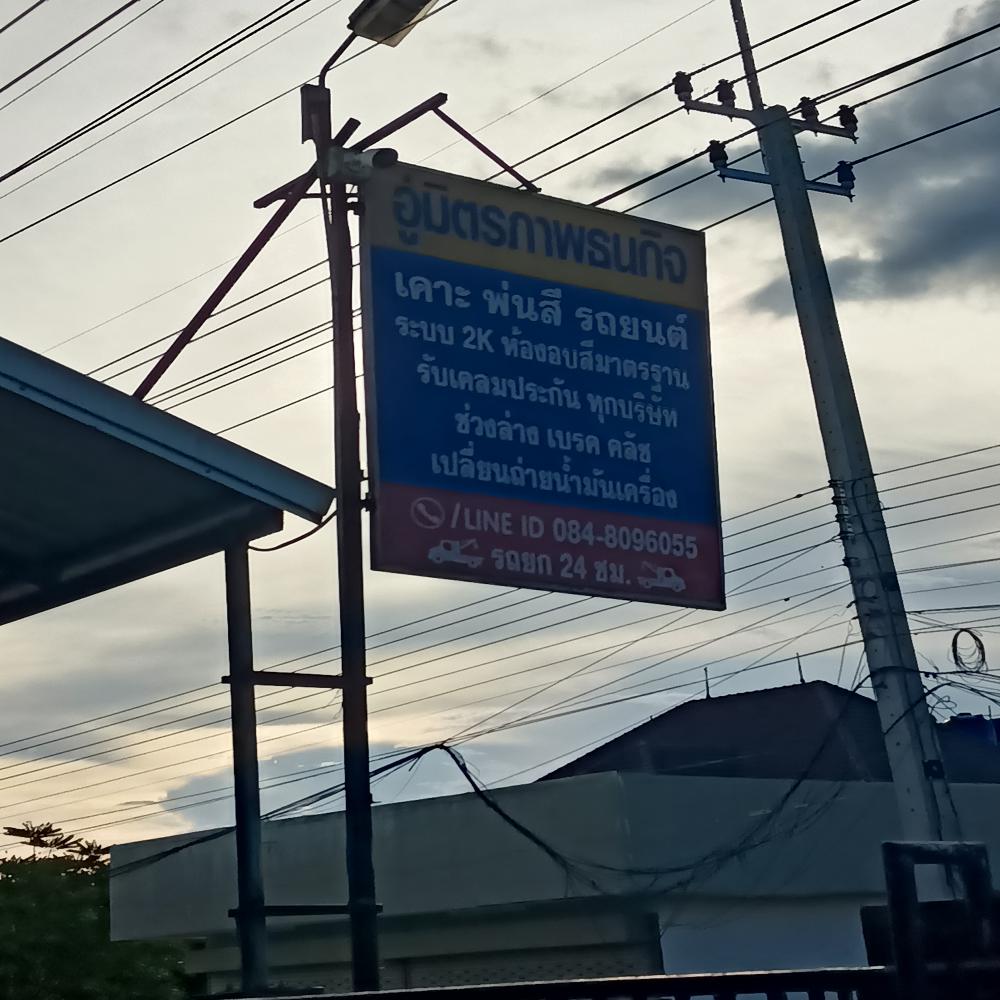 อู่มิตรภาพธนกิจ
เคาะ พ่นสี รถยนต์
ระบบ 2K ห้องอบสีมาตรฐาน
รับเคลมประกัน ทุกบริษัท
ช่วงล่าง เบรค คลัช
เปลี่ยนถ่ายน้ำมันเครื่อง
/LINE ID 084-8096055
รถยก 24 ชม.